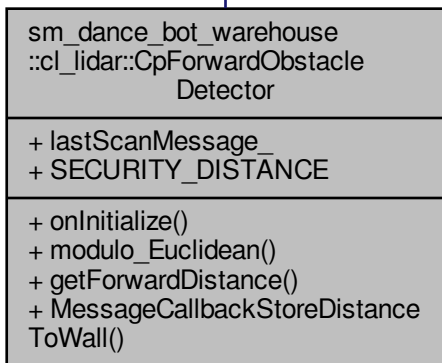 sm_dance_bot_warehouse
::cl_lidar::CpForwardObstacle
Detector
+ lastScanMessage_
+ SECURITY_DISTANCE
+ onInitialize()
+ modulo_Euclidean()
+ getForwardDistance()
+ MessageCallbackStoreDistance
ToWall()